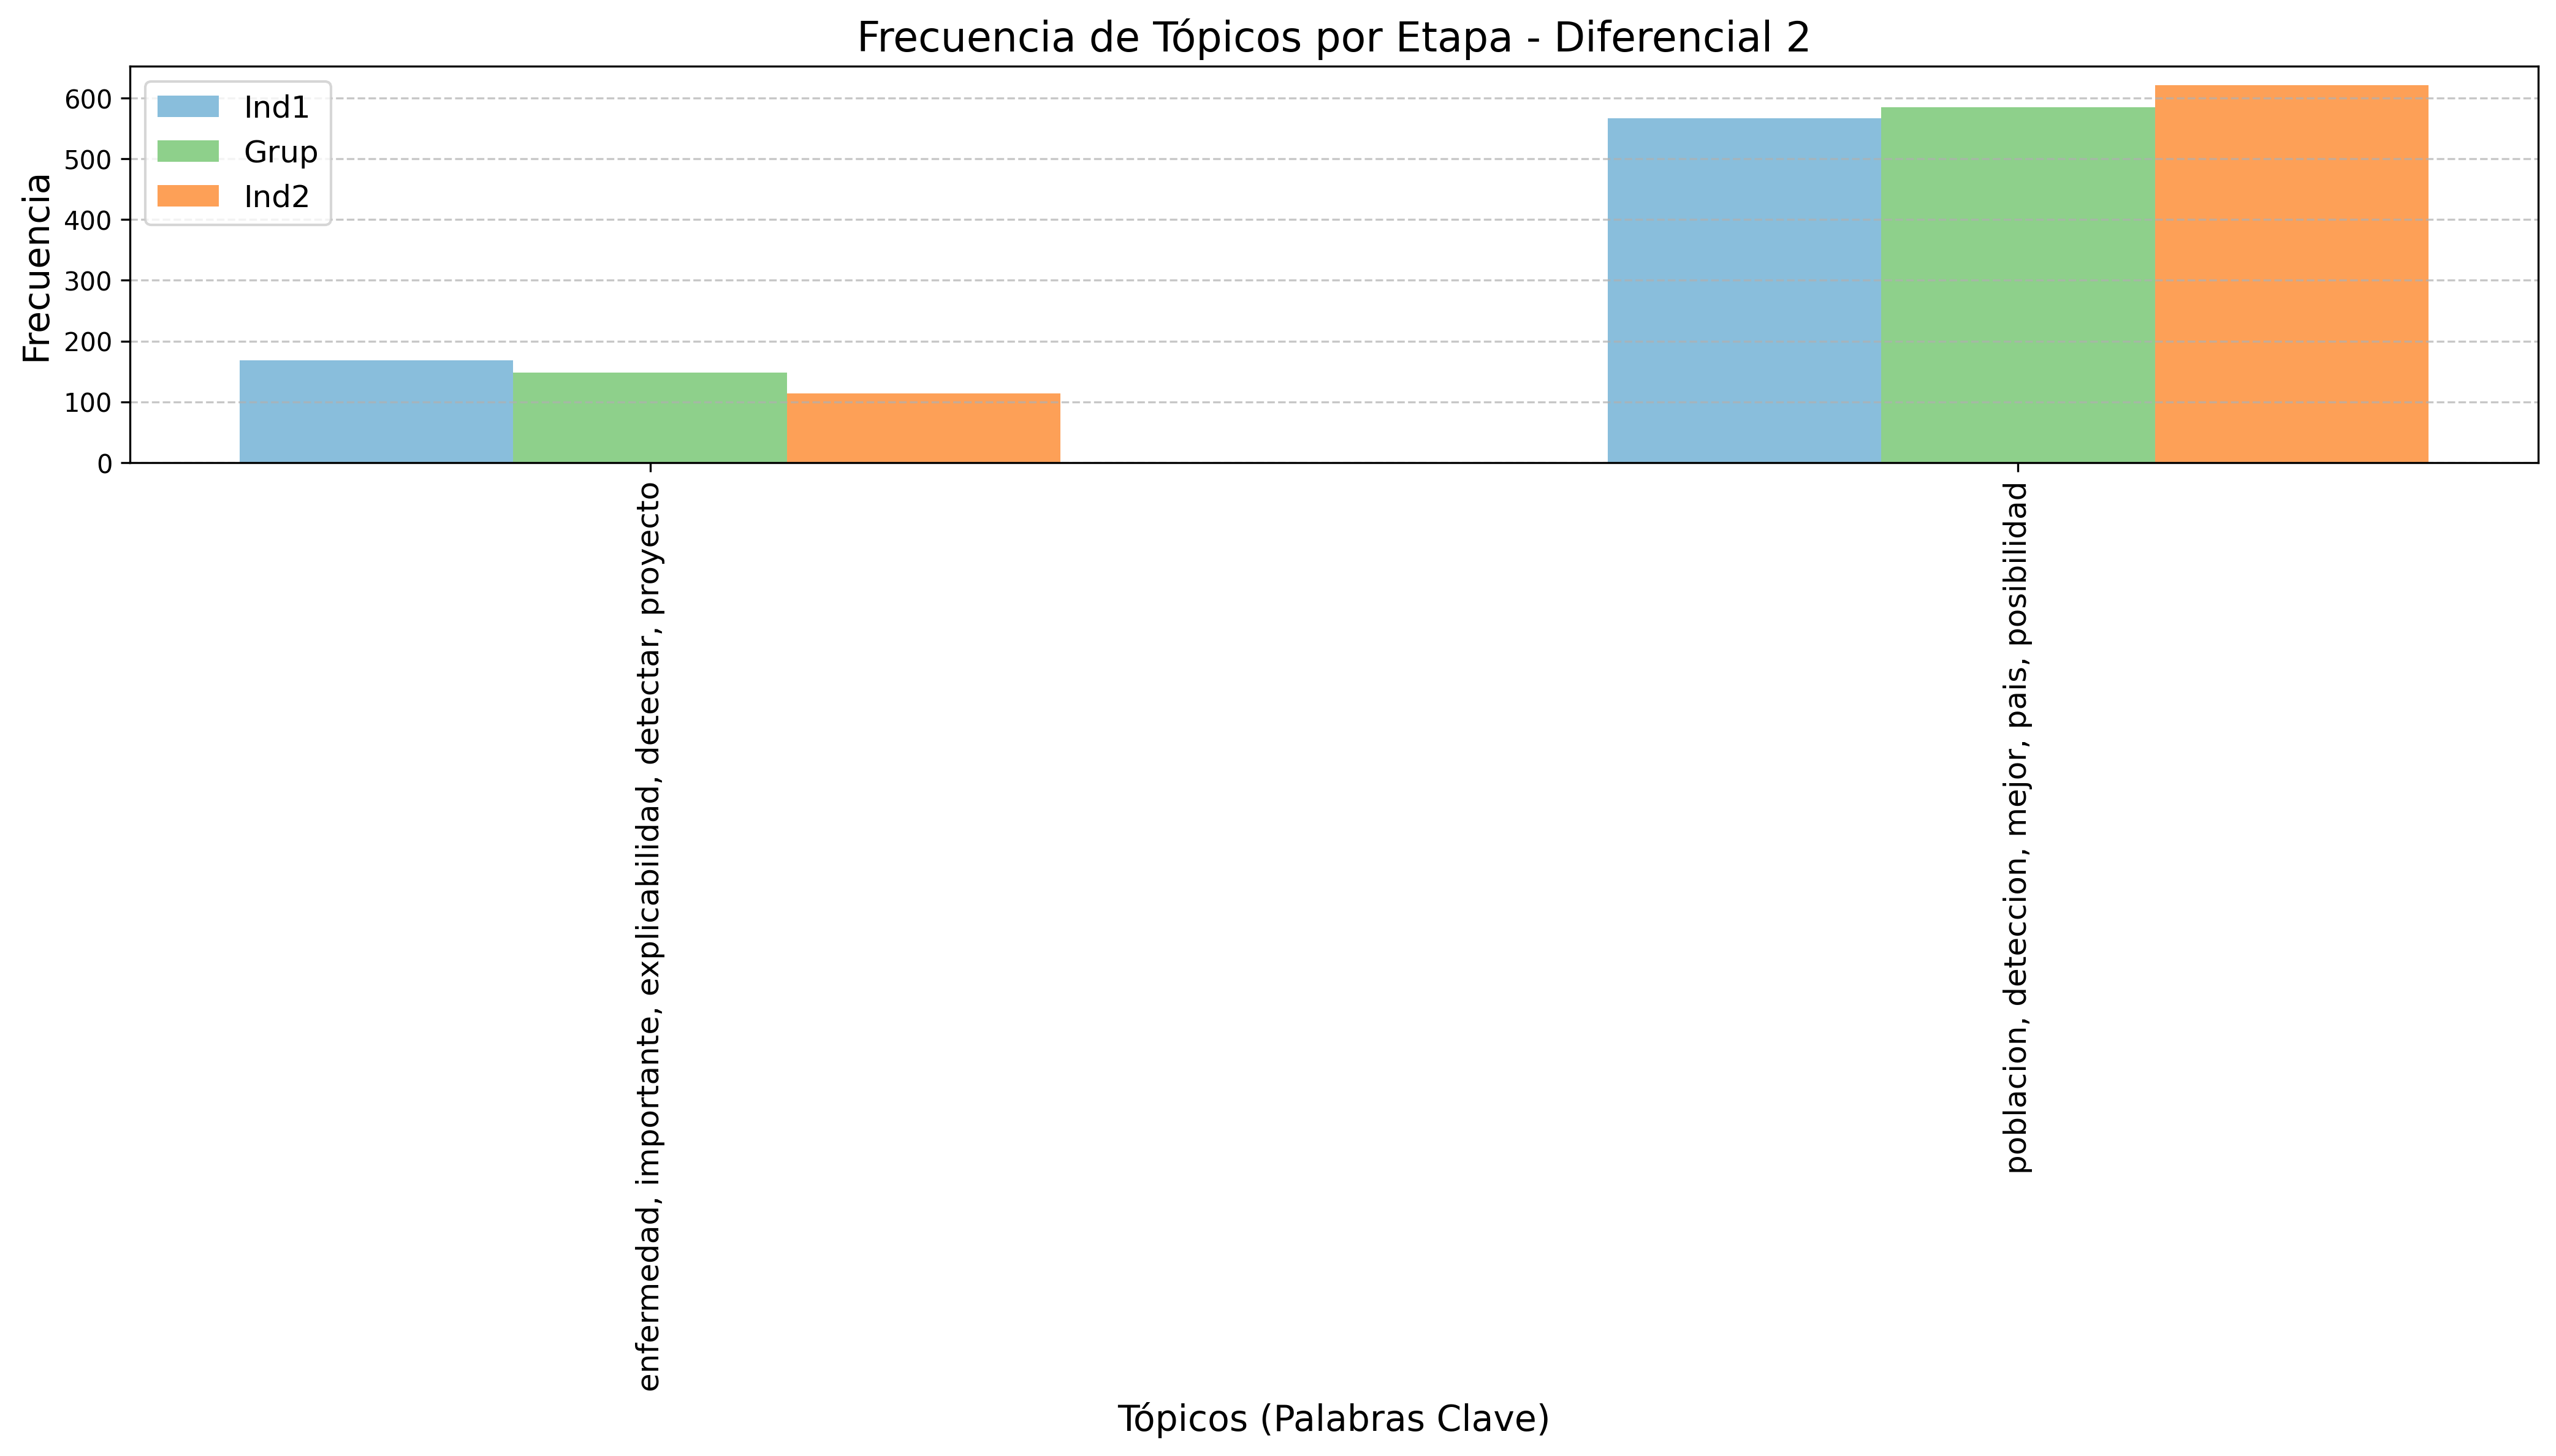 Frecuencia de Tópicos por Etapa - Diferencial 2
Frecuencia
600
500
400
300
200
100
0
Ind1
Grup
Ind2
enfermedad, importante, explicabilidad, detectar, proyecto
poblacion, deteccion, mejor, pais, posibilidad
Tópicos (Palabras Clave)